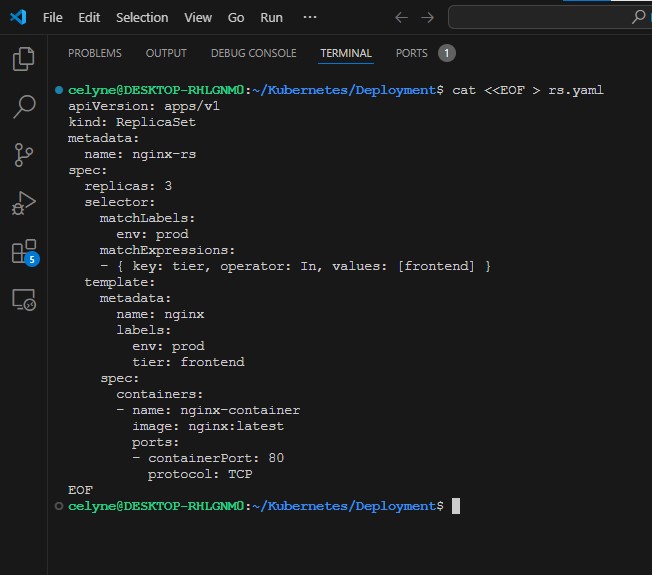 File Edit Selection View Go Run ···
PROBLEMS OUTPUT DEBUG CONSOLE TERMINAL PORTS 1
celyne@DESKTOP-RHLGNMU:~/Kubernetes/Deployment$ cat <<EOF > rs.yaml
apiVersion: apps/v1
kind: ReplicaSet
metadata:
  name: nginx-rs
spec:
  replicas: 3
  selector:
    matchLabels:
      env: prod
    matchExpressions:
    - { key: tier, operator: In, values: [frontend] }
  template:
    metadata:
      name: nginx
      labels:
        env: prod
        tier: frontend
    spec:
      containers:
      - name: nginx-container
        image: nginx:latest
        ports:
        - containerPort: 80
          protocol: TCP
EOF
celyne@DESKTOP-RHLGNMU:~/Kubernetes/Deployment$
5